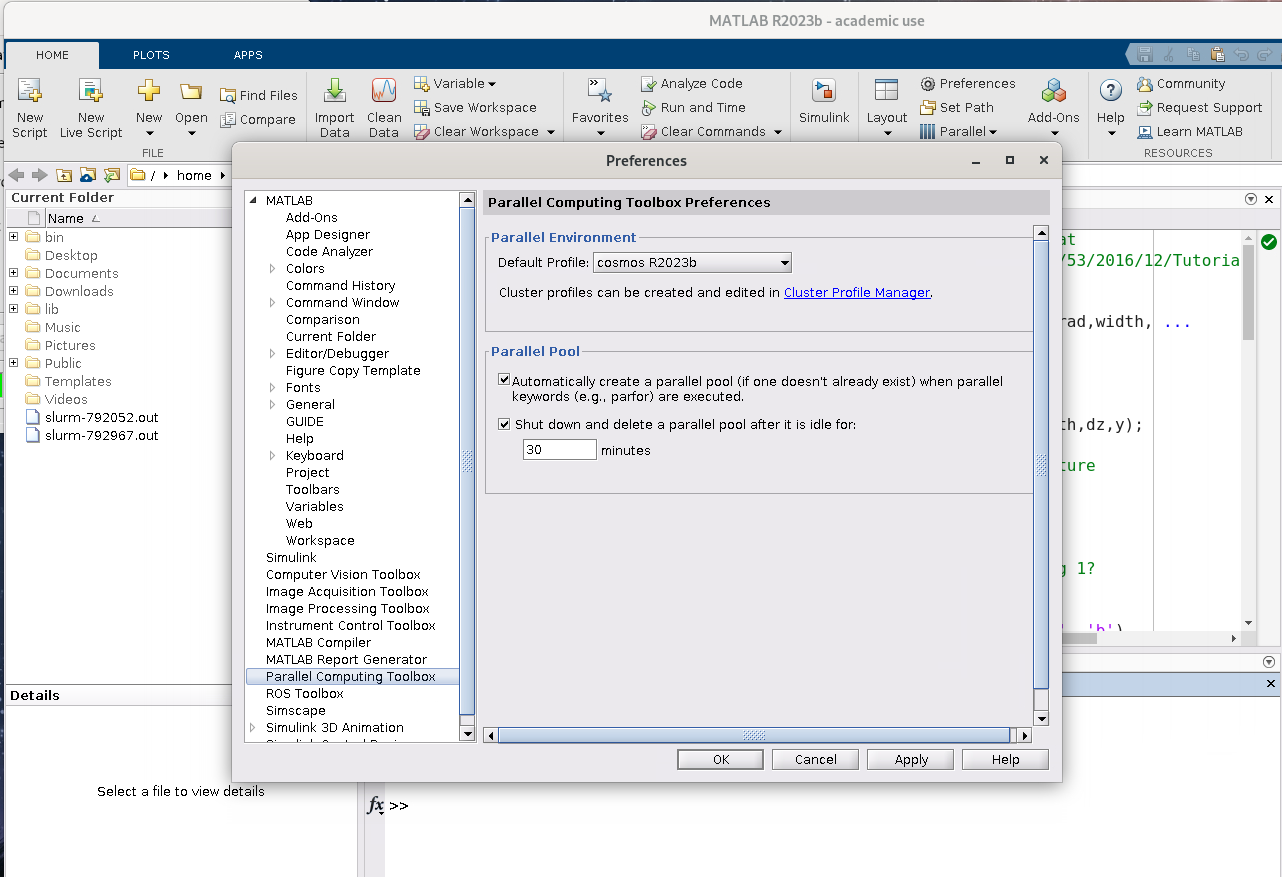 MATLAB R2023b - academic use
HOME PLOTS APPS
New Script
New Live Script
New
Open
Find Files
Compare
FILE
Import Data
Clean Data
Variable
Save Workspace
Clear Workspace
Favorites
Analyze Code
Run and Time
Clear Commands
Simulink
Layout
Preferences
Set Path
Parallel
Add-Ons
Help
Community
Request Support
Learn MATLAB
RESOURCES
/ home
Current Folder
Name
bin
Desktop
Documents
Downloads
lib
Music
Pictures
Public
Templates
Videos
slurm-792052.out
slurm-792967.out
Details
Select a file to view details
Preferences
MATLAB
Add-Ons
App Designer
Code Analyzer
Colors
Command History
Command Window
Comparison
Current Folder
Editor/Debugger
Figure Copy Template
Fonts
General
GUIDE
Help
Keyboard
Project
Toolbars
Variables
Web
Workspace
Simulink
Computer Vision Toolbox
Image Acquisition Toolbox
Image Processing Toolbox
Instrument Control Toolbox
MATLAB Compiler
MATLAB Report Generator
Parallel Computing Toolbox
ROS Toolbox
Simscape
Simulink 3D Animation
Parallel Computing Toolbox Preferences
Parallel Environment
Default Profile: cosmos R2023b
Cluster profiles can be created and edited in Cluster Profile Manager.
Parallel Pool
Automatically create a parallel pool (if one doesn't already exist) when parallel
keywords (e.g., parfor) are executed.
Shut down and delete a parallel pool after it is idle for:
30 minutes
OK Cancel Apply Help
at
/53/2016/12/Tutoria
rad,width, ...
th,dz,y);
ture
g 1?
'b')
fx >>